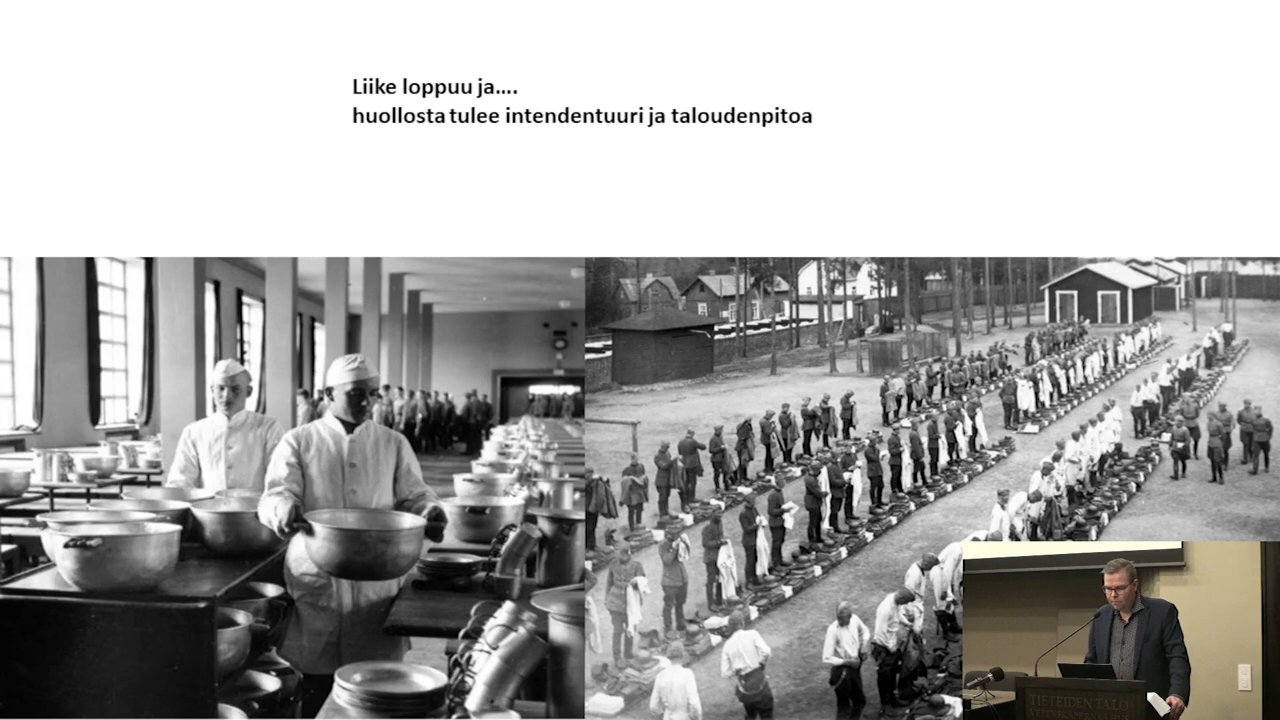 Liike loppuu ja....
huollosta tulee intendentuuri ja taloudenpitoa
TIETEIDEN TALO